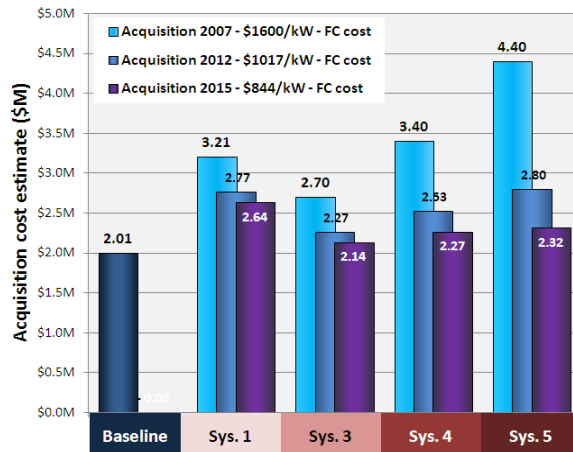 Acquisition cost estimate ($M)
$5.0M
$4.5M
$4.0M
$3.5M
$3.0M
$2.5M
$2.0M
$1.5M
$1.0M
$0.5M
$0.0M
Acquisition 2007 - $1600/kW - FC cost
Acquisition 2012 - $1017/kW - FC cost
Acquisition 2015 - $844/kW - FC cost
2.01
0.00
3.21
2.77
2.64
2.70
2.27
2.14
3.40
2.53
2.27
4.40
2.80
2.32
Baseline
Sys. 1
Sys. 3
Sys. 4
Sys. 5